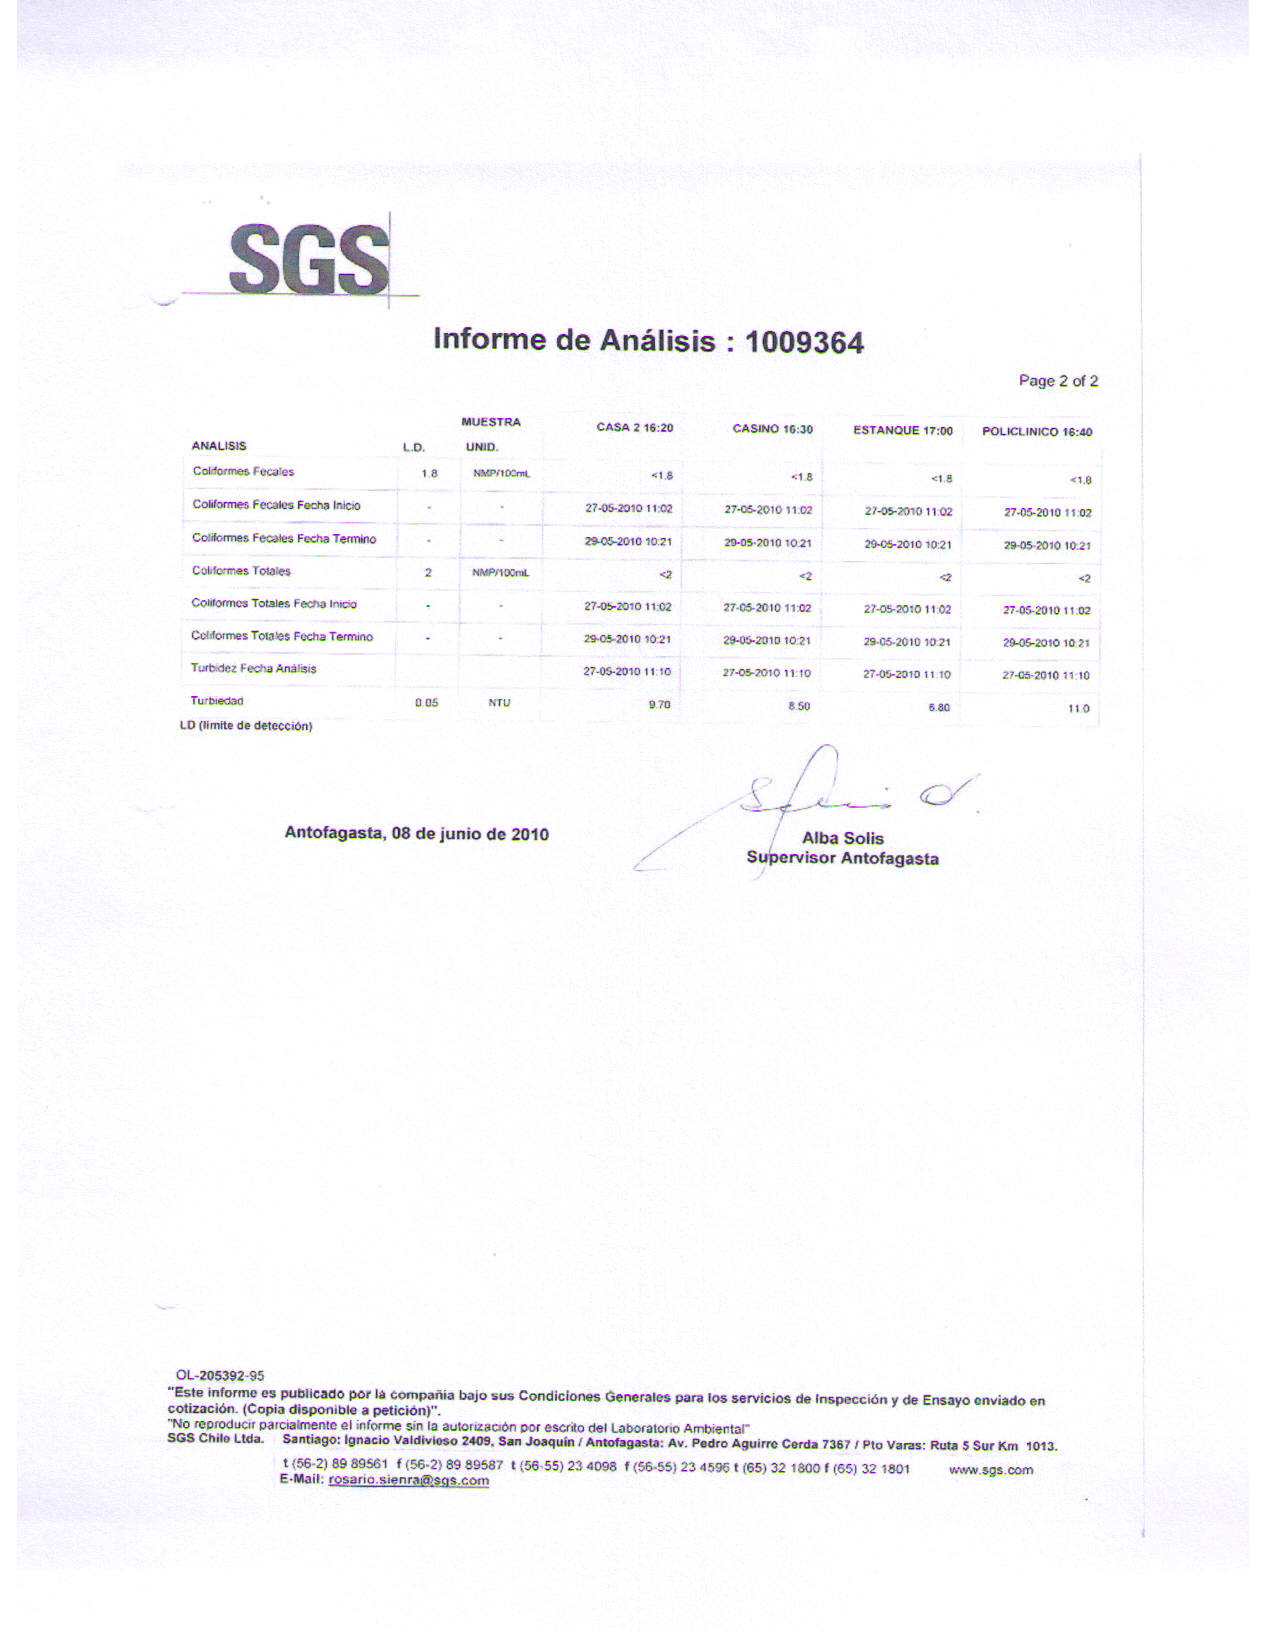 SGS
Informe de Análisis : 1009364
Page 2 of 2
MUESTRA CASA 2 16:20 CASINO 16:30 ESTANQUE 17:00 POLICLINICO 16:40
ANALISIS L.D. UNID.
Coliformes Fecales 1.8 NMP/100mL <1.8 <1.8 <1.8 <1.8
Coliformes Fecales Fecha Inicio - - 27-05-2010 11:02 27-05-2010 11:02 27-05-2010 11:02 27-05-2010 11:02
Coliformes Fecales Fecha Termino - - 29-05-2010 10:21 29-05-2010 10:21 29-05-2010 10:21 29-05-2010 10:21
Coliformes Totales 2 NMP/100mL <2 <2 <2 <2
Coliformes Totales Fecha Inicio - - 27-05-2010 11:02 27-05-2010 11:02 27-05-2010 11:02 27-05-2010 11:02
Coliformes Totales Fecha Termino - - 29-05-2010 10:21 29-05-2010 10:21 29-05-2010 10:21 29-05-2010 10:21
Turbidez Fecha Análisis 27-05-2010 11:10 27-05-2010 11:10 27-05-2010 11:10 27-05-2010 11:10
Turbiedad 0.05 NTU 9.70 8.50 6.80 11.0
LD (límite de detección)
Antofagasta, 08 de junio de 2010
Alba Solis
Supervisor Antofagasta
OL-205392-95
"Este informe es publicado por la compañia bajo sus Condiciones Generales para los servicios de Inspección y de Ensayo enviado en
cotización. (Copia disponible a petición)".
"No reproducir parcialmente el informe sin la autorización por escrito del Laboratorio Ambiental"
SGS Chile Ltda. Santiago: Ignacio Valdivieso 2409, San Joaquín / Antofagasta: Av. Pedro Aguirre Cerda 7367 / Pto Varas: Ruta 5 Sur Km 1013.
t (56-2) 89 89561 f (56-2) 89 89587 t (56-55) 23 4098 f (56-55) 23 4596 t (65) 32 1800 f (65) 32 1801 www.sgs.com
E-Mail: rosario.sienra@sgs.com